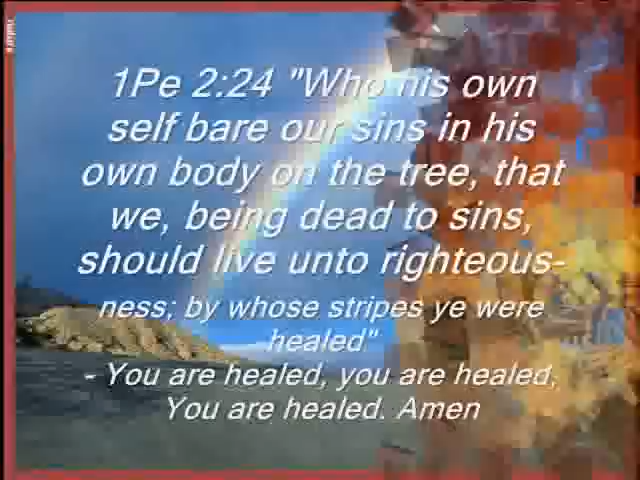 1Pe 2:24 "Who his own
self bare our sins in his
own body on the tree, that
we, being dead to sins,
should live unto righteous-
ness; by whose stripes ye were
healed"
- You are healed, you are healed,
You are healed. Amen